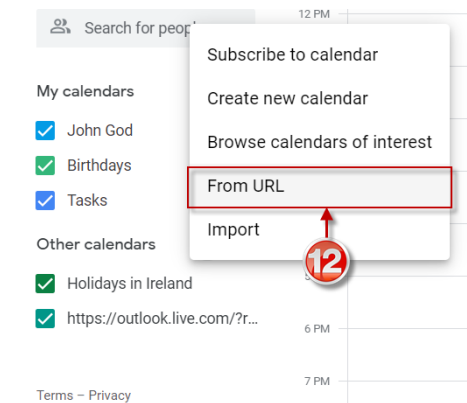 12 PM
Search for peop
Subscribe to calendar
My calendars
Create new calendar
John God
Browse calendars of interest
Birthdays
From URL
Tasks
Import
Other calendars
12
Holidays in Ireland
https://outlook.live.com/?r...
6 PM
7 PM
Terms – Privacy